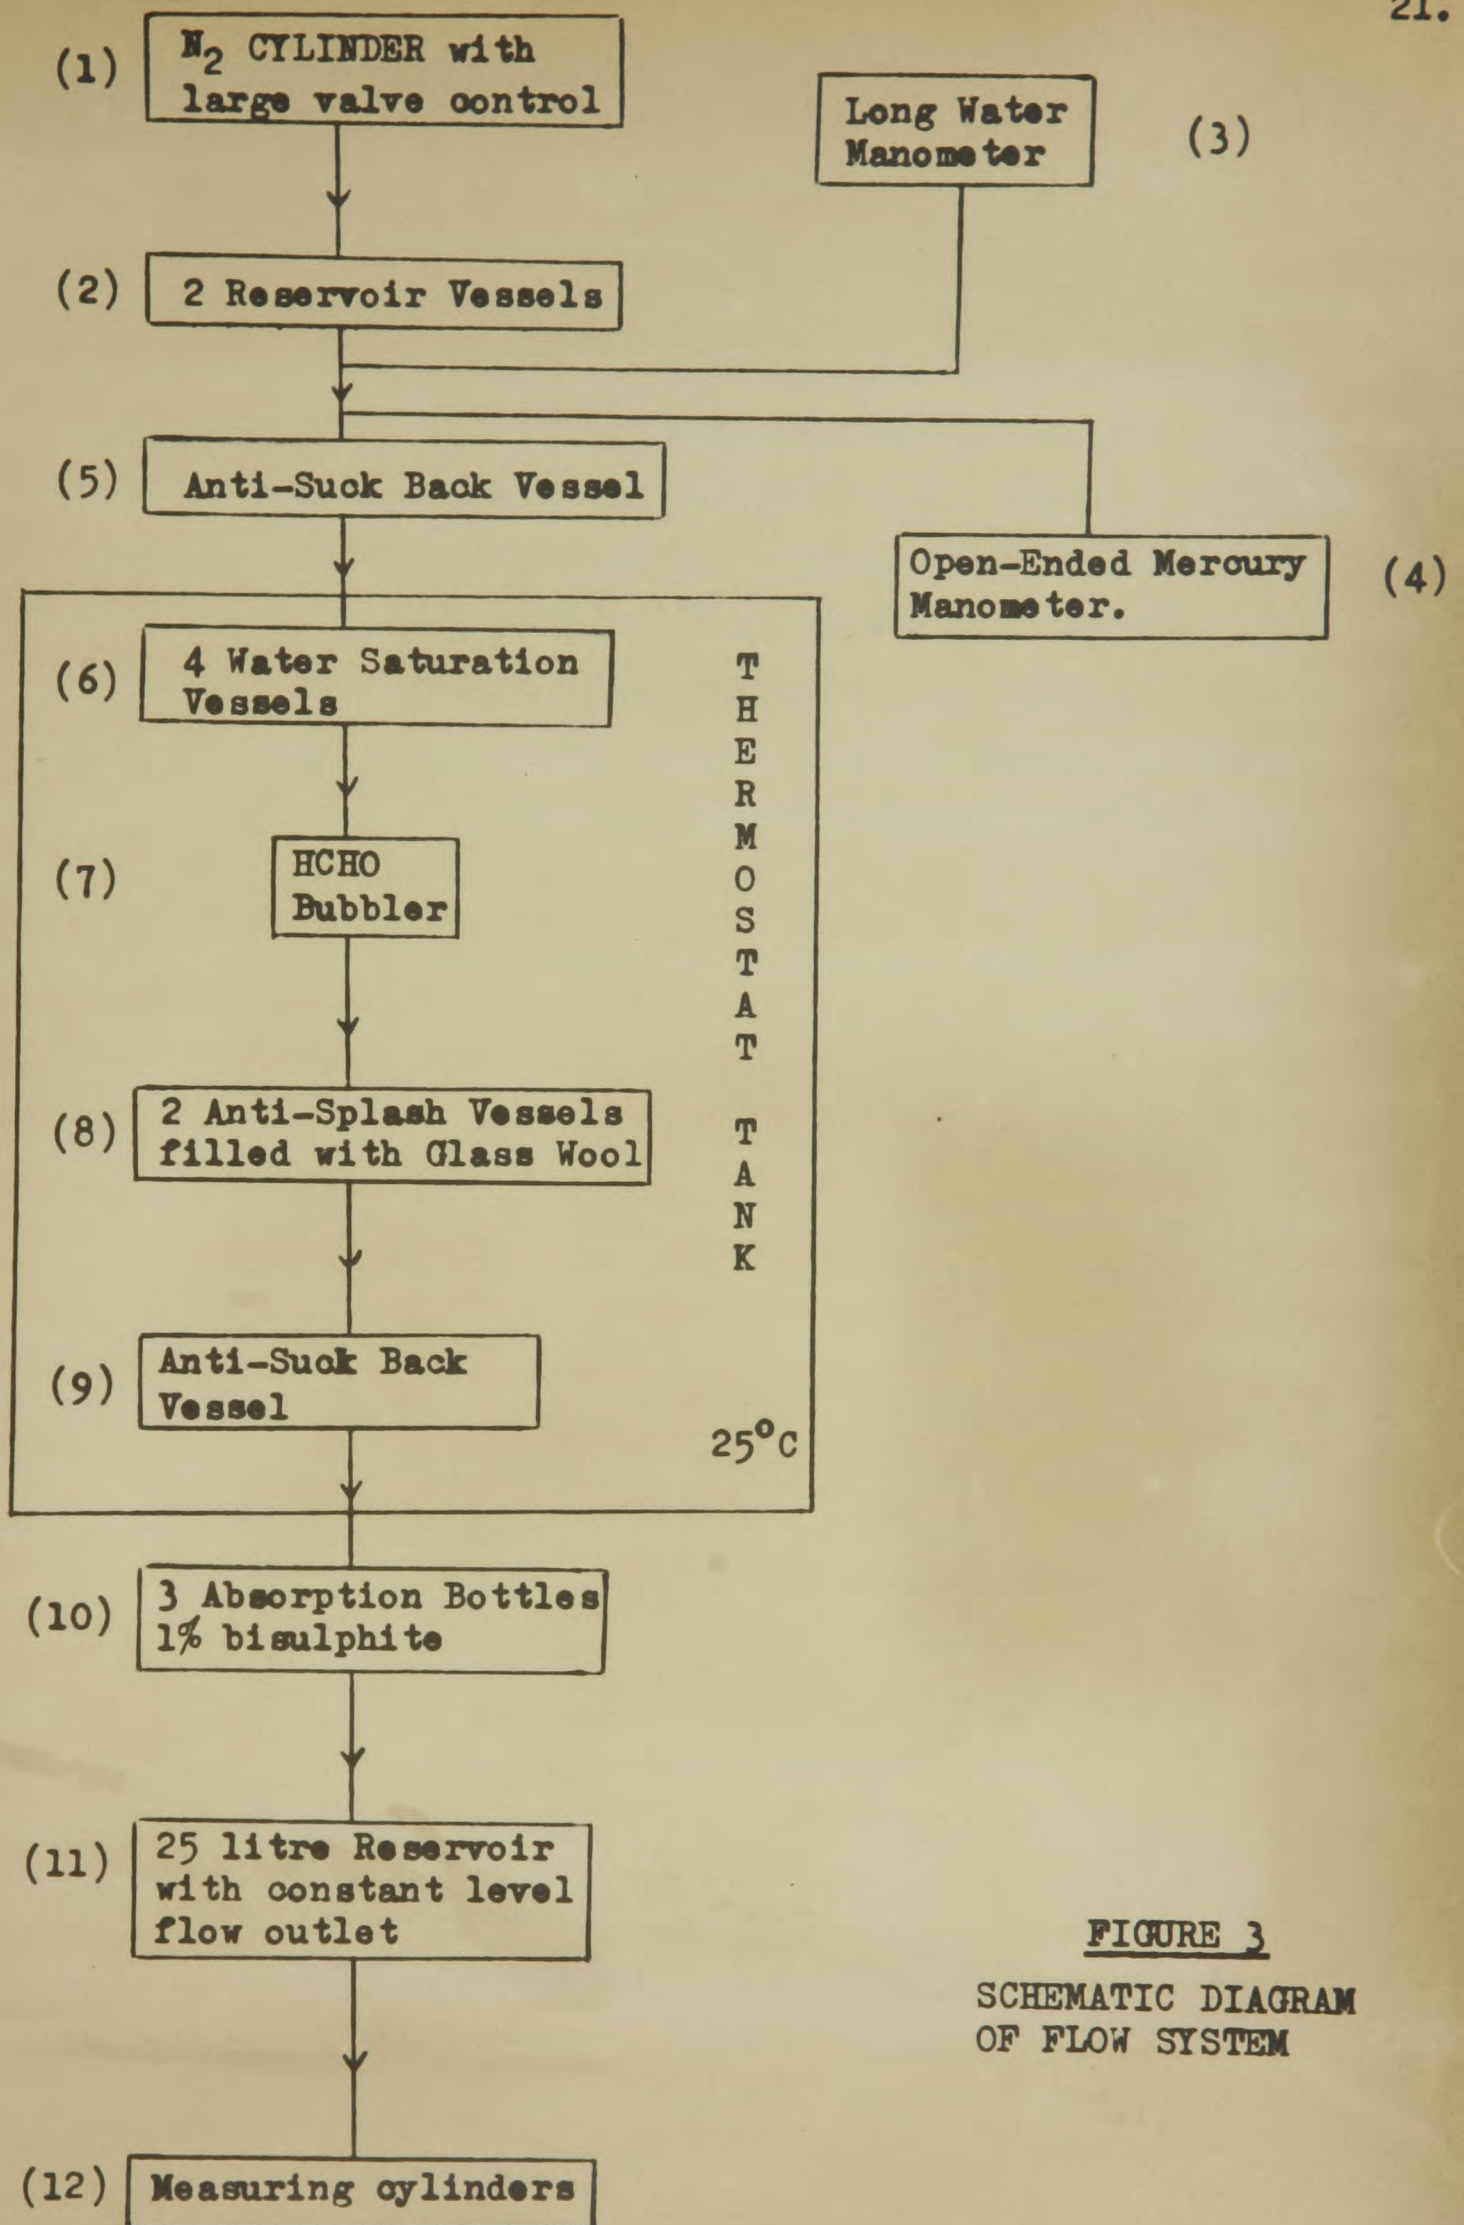 21.
(1)
N₂ CYLINDER with
large valve control
Long Water
Manometer
(3)
(2)
2 Reservoir Vessels
(5)
Anti-Suck Back Vessel
Open-Ended Mercury
Manometer.
(4)
(6)
4 Water Saturation
Vessels
THERMOSTAT TANK
(7)
HCHO
Bubbler
(8)
2 Anti-Splash Vessels
filled with Glass Wool
(9)
Anti-Suck Back
Vessel
25°C
(10)
3 Absorption Bottles
1% bisulphite
(11)
25 litre Reservoir
with constant level
flow outlet
FIGURE 3
SCHEMATIC DIAGRAM
OF FLOW SYSTEM
(12)
Measuring cylinders